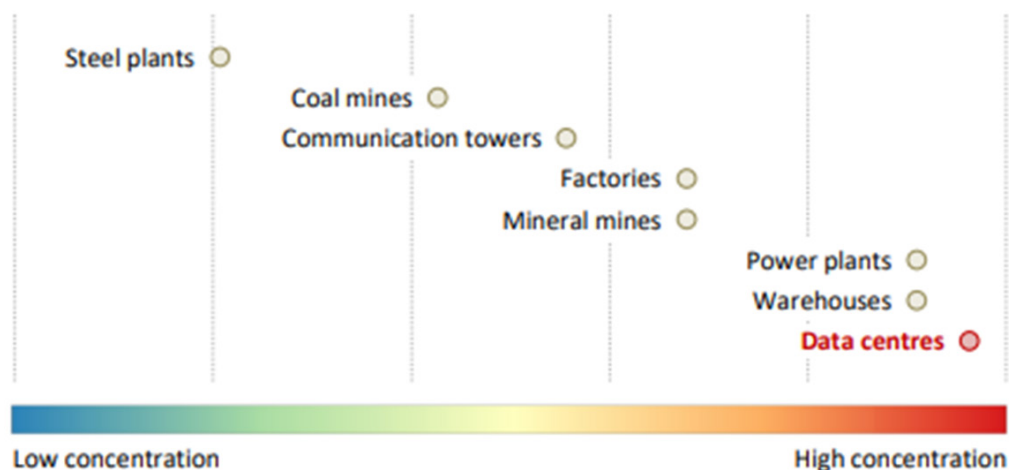 Steel plants
Coal mines
Communication towers
Factories
Mineral mines
Power plants
Warehouses
Data centres
Low concentration
High concentration